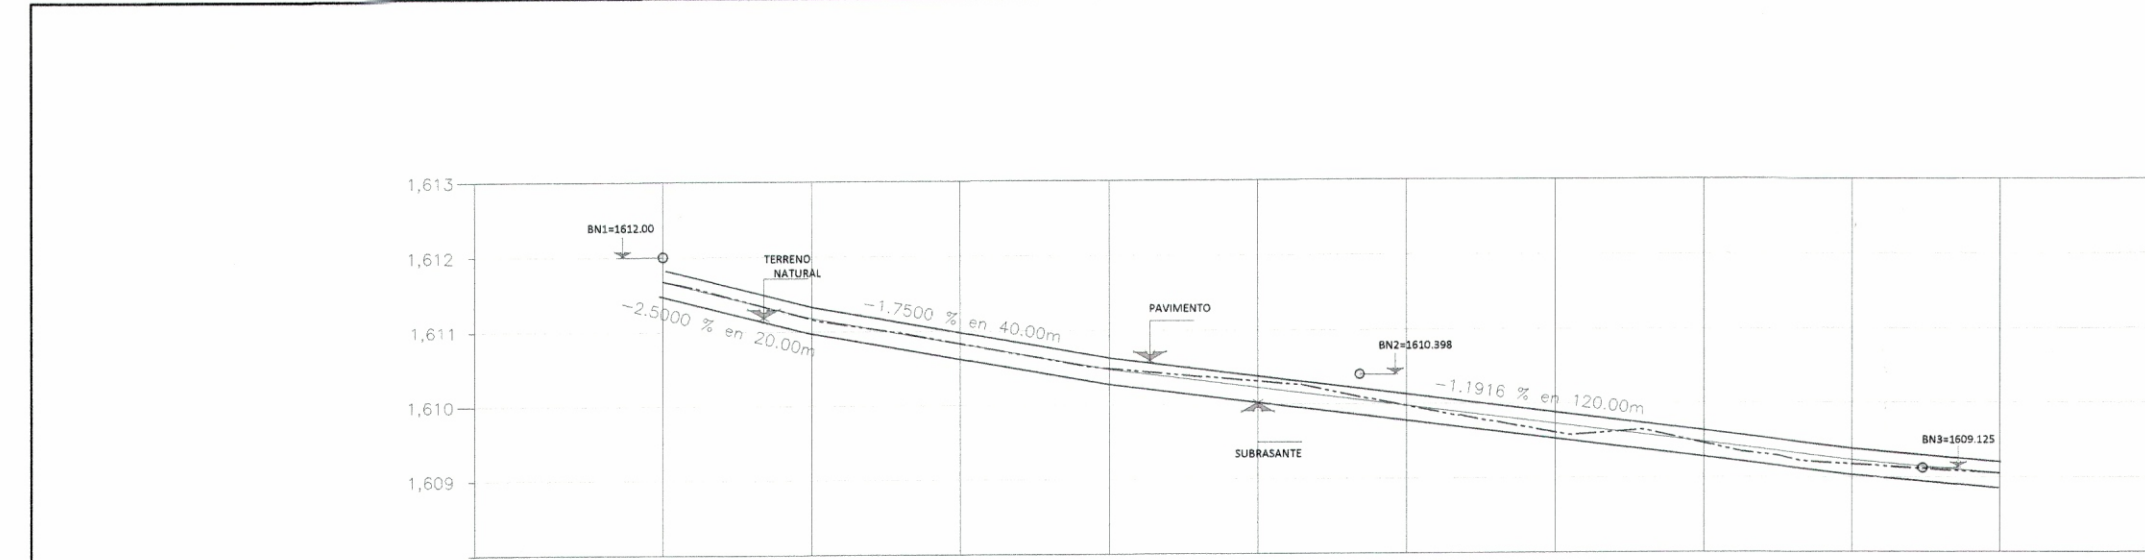 1,613
BN1=1612.00
1,612
TERRENO
NATURAL
-2.5000 % en 20.00m
-1.7500 % en 40.00m
PAVIMENTO
1,611
BN2=1610.398
-1.1916 % en 120.00m
1,610
BN3=1609.125
SUBRASANTE
1,609